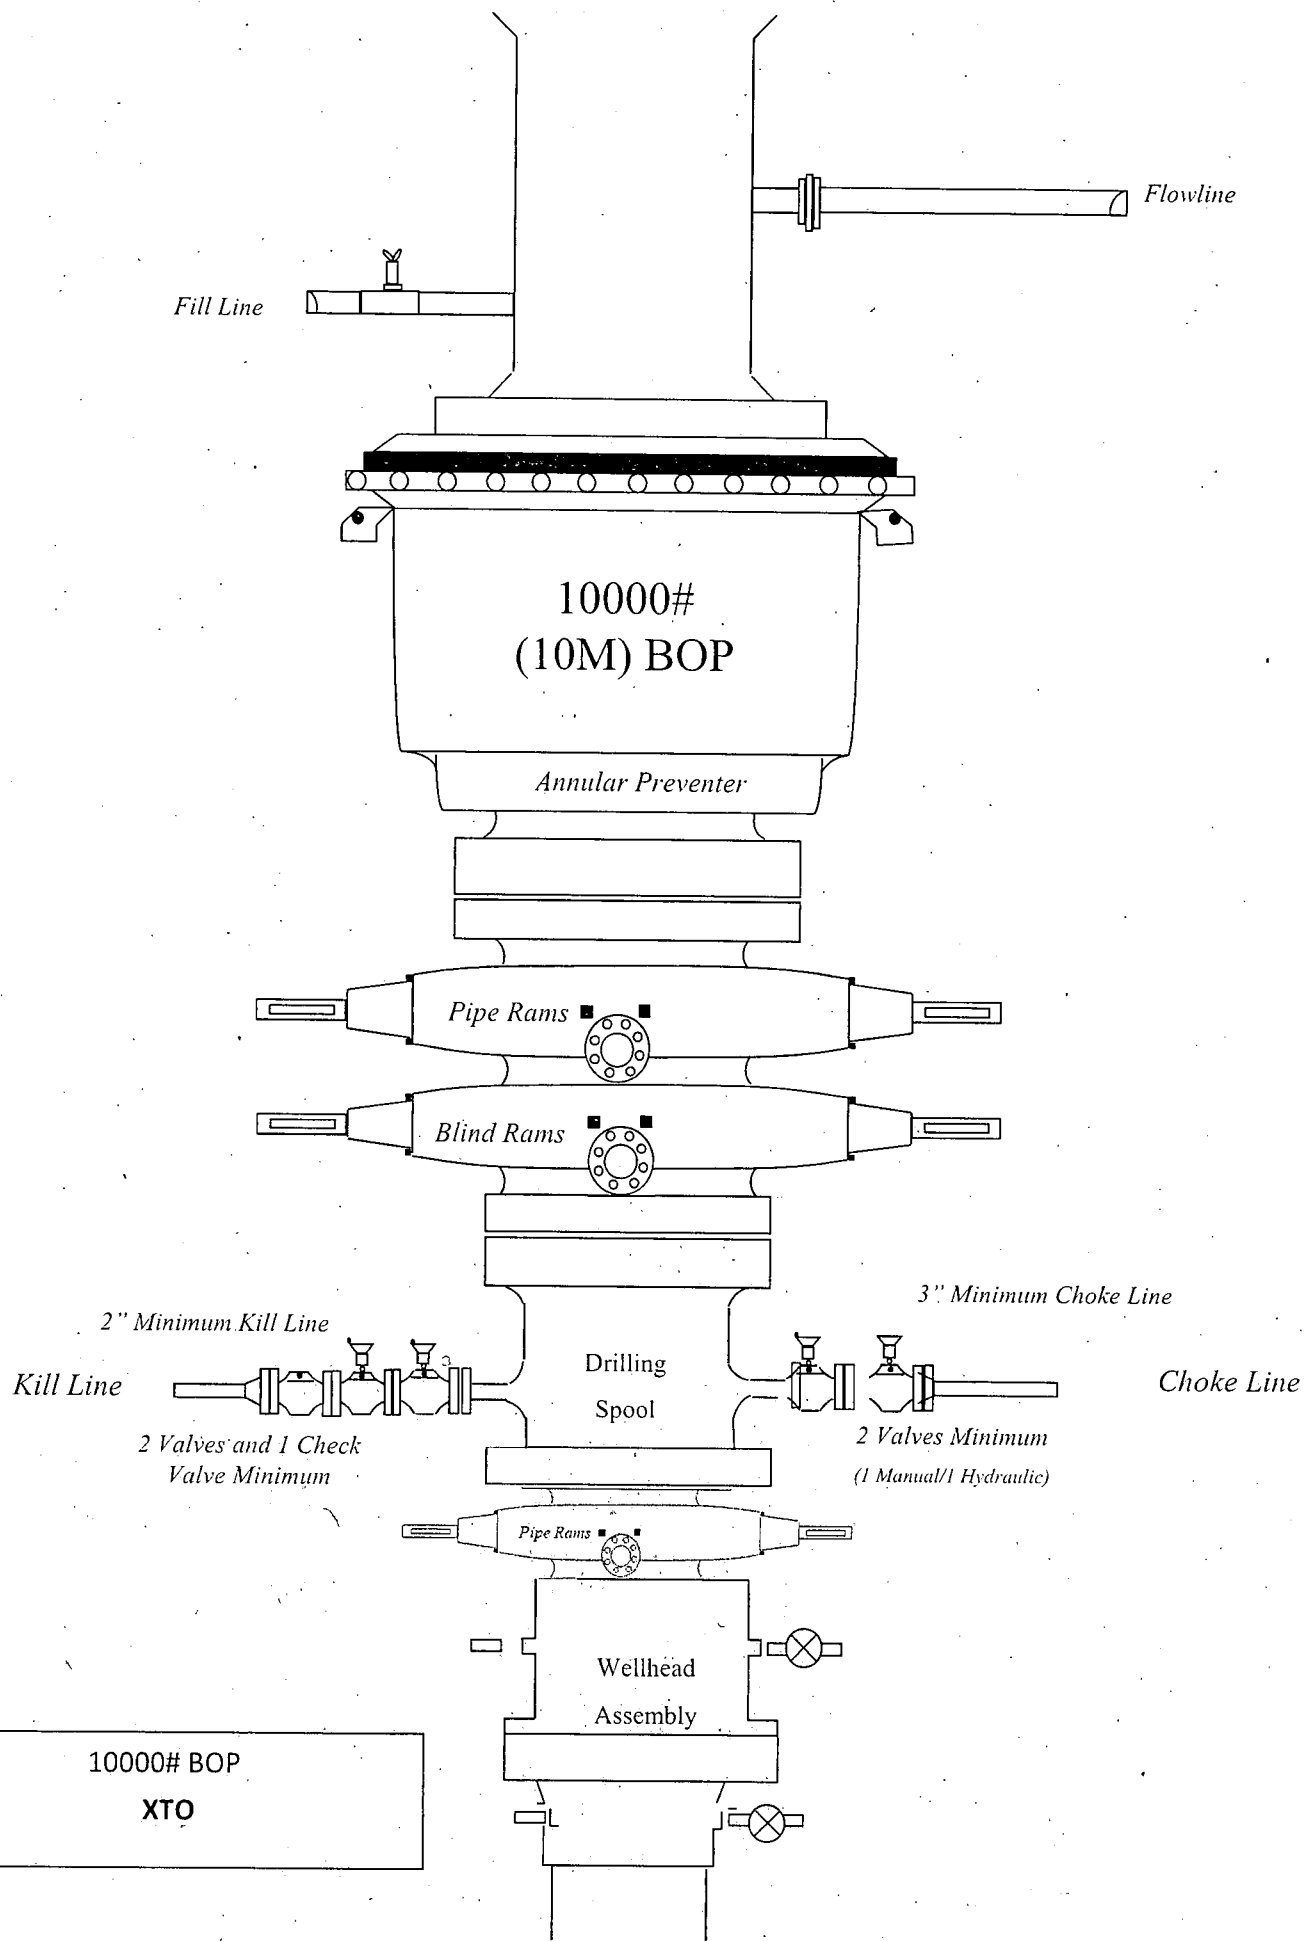 Flowline
Fill Line
10000#
(10M) BOP
Annular Preventer
Pipe Rams
Blind Rams
3" Minimum Choke Line
2" Minimum Kill Line
Drilling
Spool
Kill Line
Choke Line
2 Valves and 1 Check
Valve Minimum
2 Valves Minimum
(1 Manual/1 Hydraulic)
Pipe Rams
Wellhead
Assembly
10000# BOP
XTO